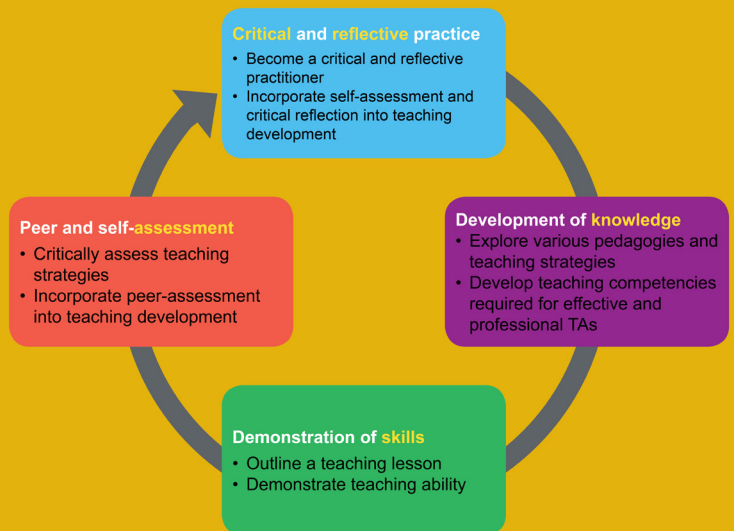 Critical and reflective practice
• Become a critical and reflective
practitioner
• Incorporate self-assessment and
critical reflection into teaching
development
Development of knowledge
• Explore various pedagogies and
teaching strategies
• Develop teaching competencies
required for effective and
professional TAs
Demonstration of skills
• Outline a teaching lesson
• Demonstrate teaching ability
Peer and self-assessment
• Critically assess teaching
strategies
• Incorporate peer-assessment
into teaching development